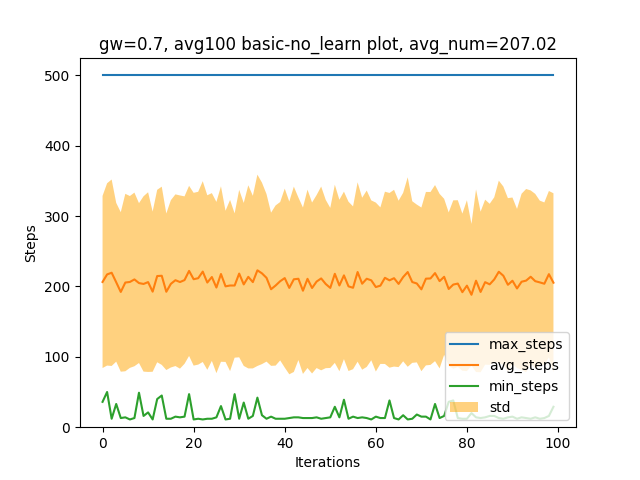 gw=0.7, avg100 basic-no_learn plot, avg_num=207.02
500
400
300
200
100
0
Steps
max_steps
avg_steps
min_steps
std
0 20 40 60 80 100
Iterations